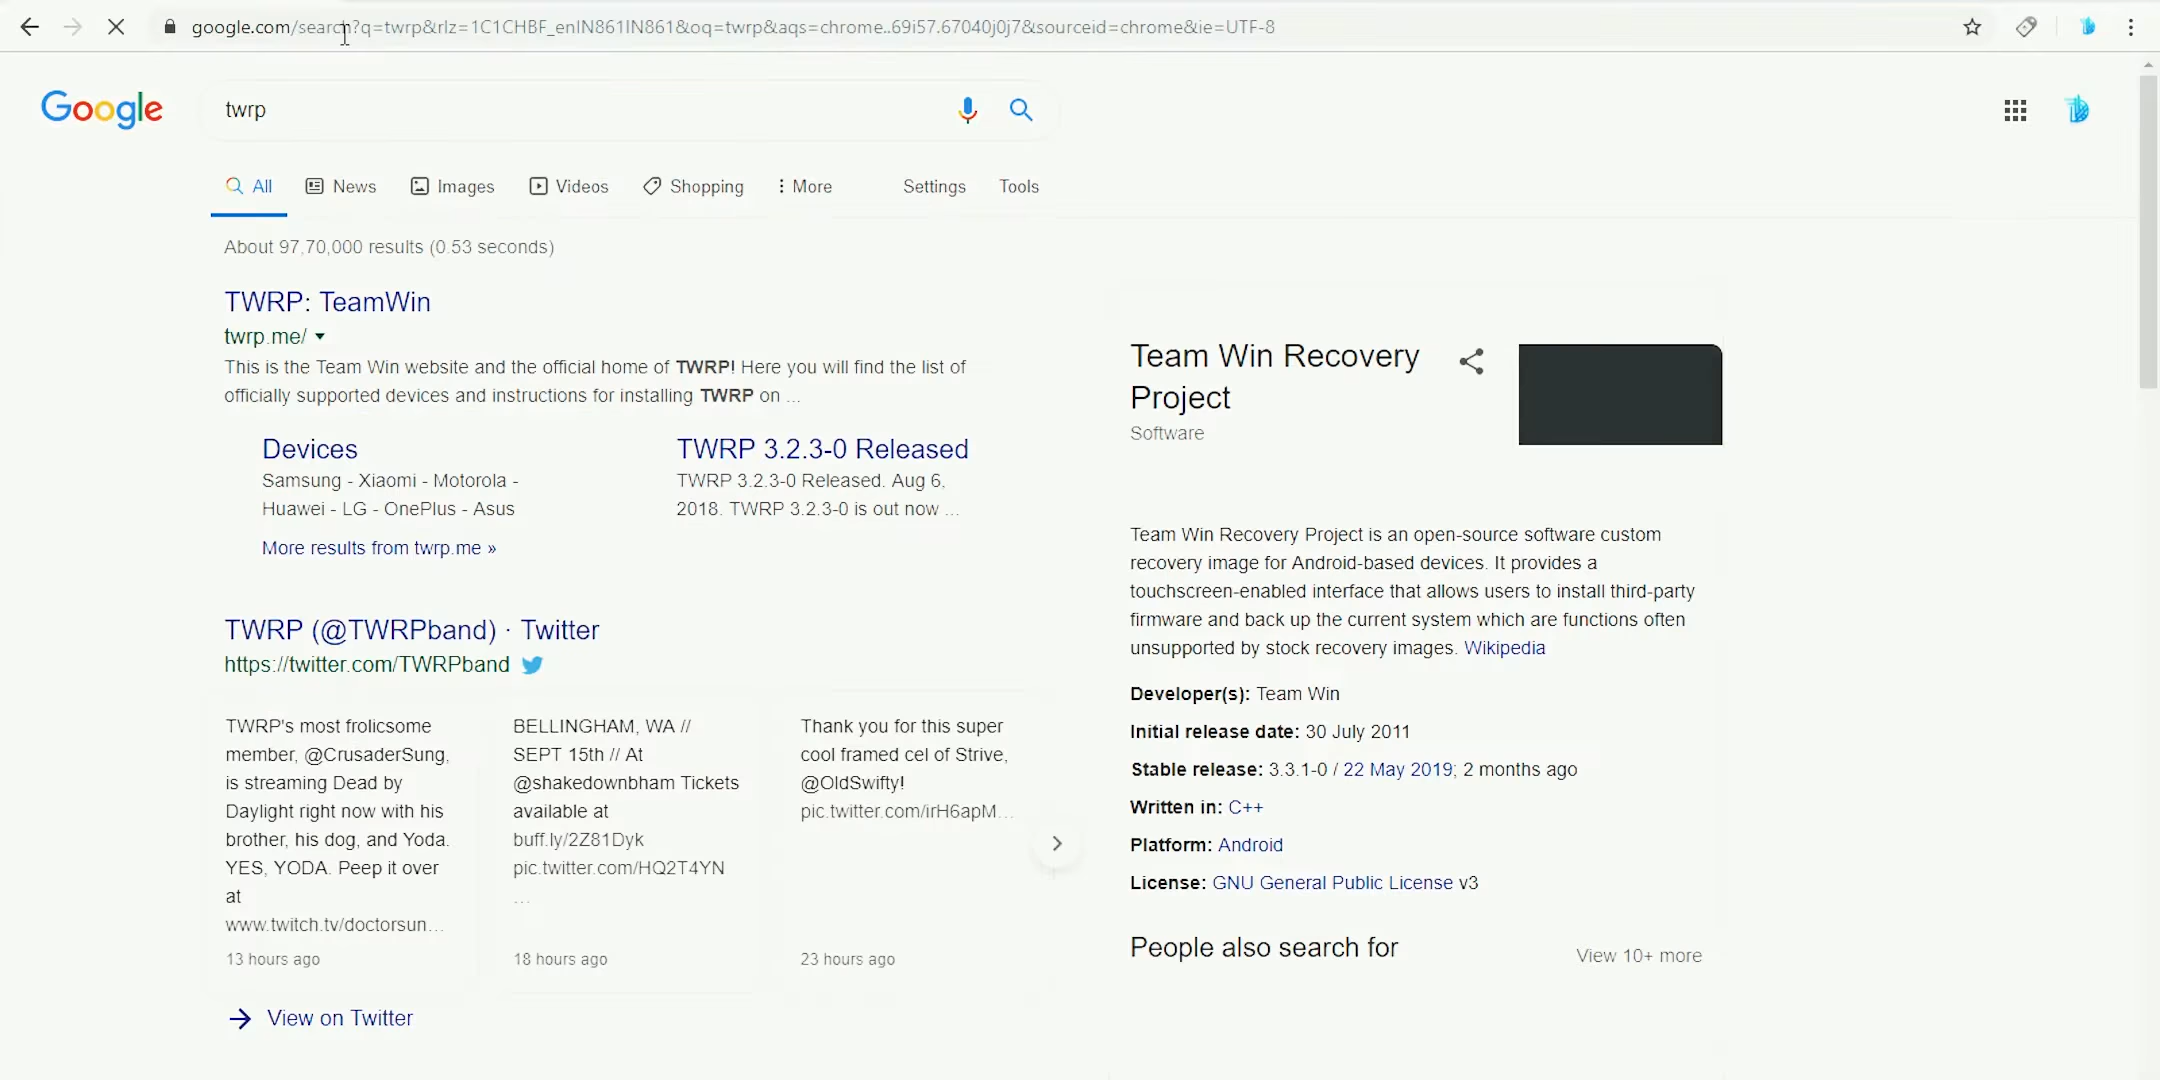 google.com/search?q=twrp&rlz=1C1CHBF_enIN861IN861&oq=twrp&aqs=chrome..69i57.67040j0j7&sourceid=chrome&ie=UTF-8
Google
twrp
All News Images Videos Shopping More Settings Tools
About 97,70,000 results (0.53 seconds)
TWRP: TeamWin
twrp.me/
This is the Team Win website and the official home of TWRP! Here you will find the list of
officially supported devices and instructions for installing TWRP on ...
Devices
Samsung - Xiaomi - Motorola -
Huawei - LG - OnePlus - Asus
TWRP 3.2.3-0 Released
TWRP 3.2.3-0 Released. Aug 6,
2018. TWRP 3.2.3-0 is out now ...
More results from twrp.me »
TWRP (@TWRPband) · Twitter
https://twitter.com/TWRPband
TWRP's most frolicsome
member, @CrusaderSung,
is streaming Dead by
Daylight right now with his
brother, his dog, and Yoda.
YES, YODA. Peep it over
at
www.twitch.tv/doctorsun...
13 hours ago
BELLINGHAM, WA //
SEPT 15th // At
@shakedownbham Tickets
available at
buff.ly/2Z81Dyk
pic.twitter.com/HQ2T4YN
...
18 hours ago
Thank you for this super
cool framed cel of Strive,
@OldSwifty!
pic.twitter.com/irH6apM...
23 hours ago
View on Twitter
Team Win Recovery
Project
Software
Team Win Recovery Project is an open-source software custom
recovery image for Android-based devices. It provides a
touchscreen-enabled interface that allows users to install third-party
firmware and back up the current system which are functions often
unsupported by stock recovery images. Wikipedia
Developer(s): Team Win
Initial release date: 30 July 2011
Stable release: 3.3.1-0 / 22 May 2019; 2 months ago
Written in: C++
Platform: Android
License: GNU General Public License v3
People also search for
View 10+ more